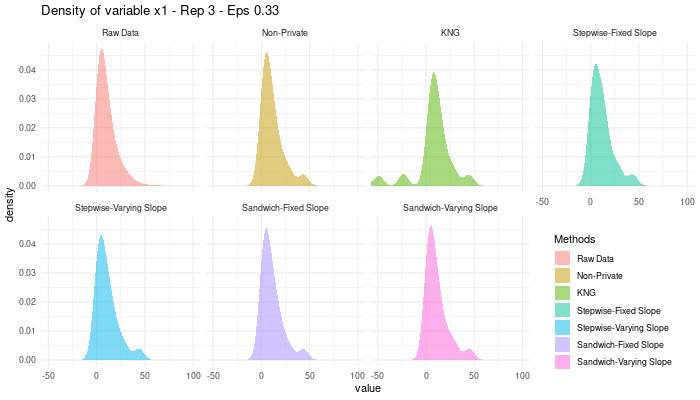 Density of variable x1 - Rep 3 - Eps 0.33
Raw Data
Non-Private
KNG
Stepwise-Fixed Slope
0.04
0.03
0.02
0.01
0.00
-50 0 50 100
density
Stepwise-Varying Slope
Sandwich-Fixed Slope
Sandwich-Varying Slope
0.04
0.03
0.02
0.01
0.00
-50 0 50 100
-50 0 50 100
-50 0 50 100
value
Methods
Raw Data
Non-Private
KNG
Stepwise-Fixed Slope
Stepwise-Varying Slope
Sandwich-Fixed Slope
Sandwich-Varying Slope